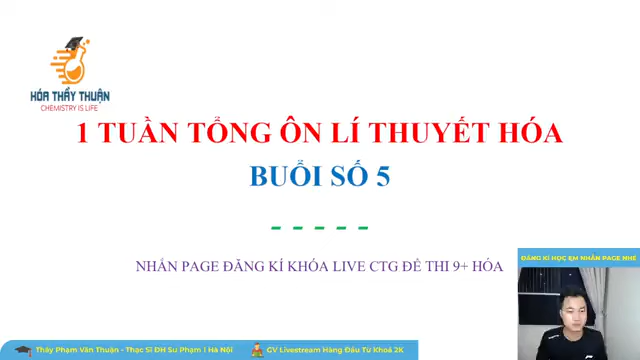 HÓA THẦY THUẬN
CHEMISTRY IS LIFE
1 TUẦN TỔNG ÔN LÍ THUYẾT HÓA
BUỔI SỐ 5
- - - - -
NHẮN PAGE ĐĂNG KÍ KHÓA LIVE CTG ĐỀ THI 9+ HÓA
ĐĂNG KÍ HỌC EM NHẮN PAGE NHÉ
Thầy Phạm Văn Thuận - Thạc Sĩ ĐH Sư Phạm 1 Hà Nội
GV Livestream Hàng Đầu Từ Khoá 2K